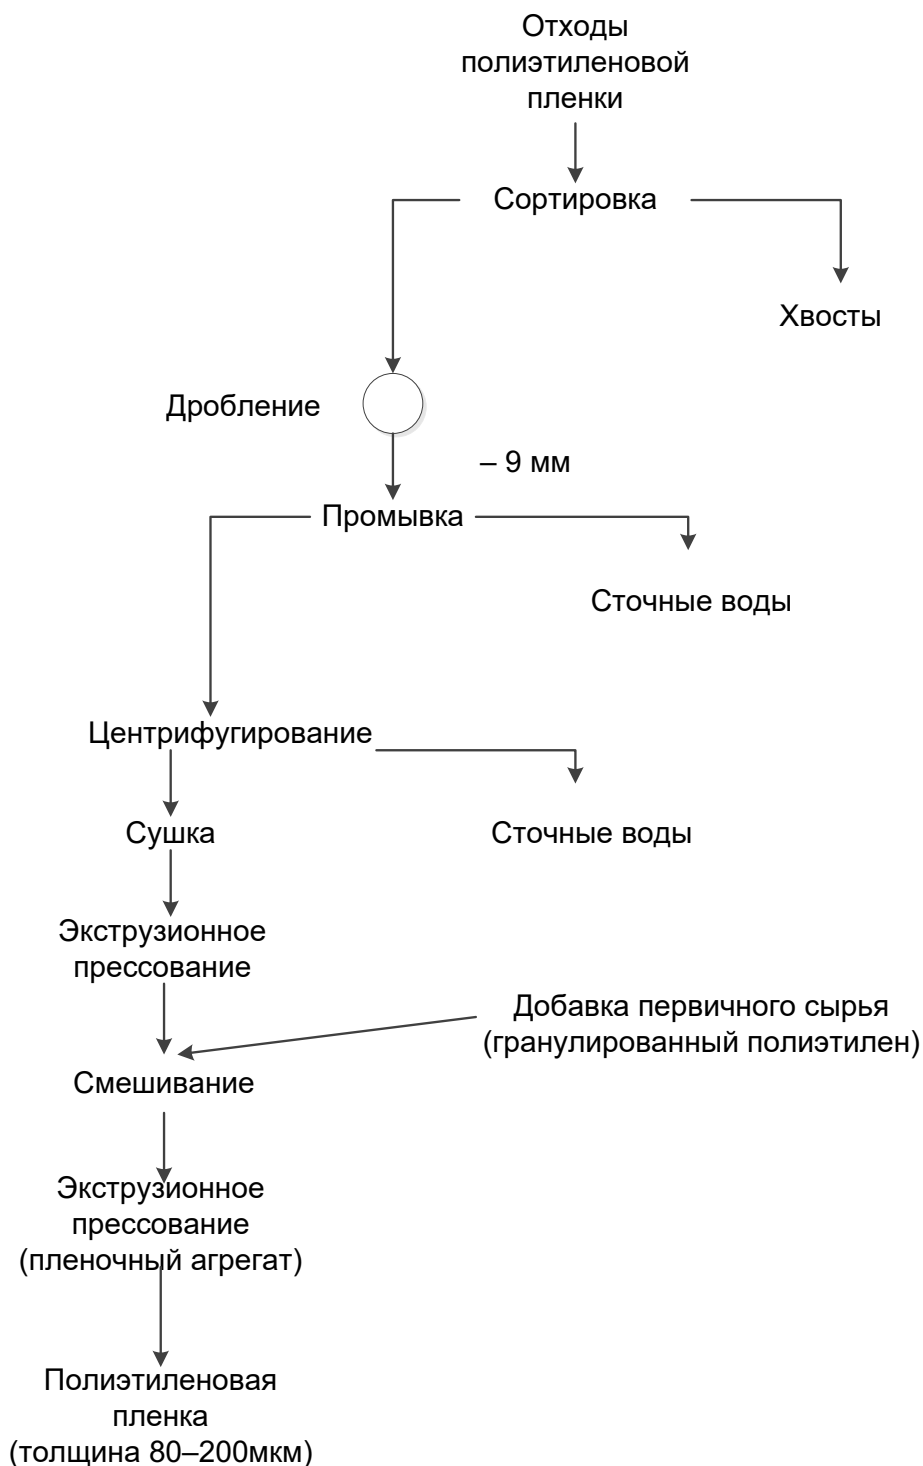 Отходы
полиэтиленовой
пленки
Сортировка
Хвосты
Дробление
– 9 мм
Промывка
Сточные воды
Центрифугирование
Сушка
Сточные воды
Экструзионное
прессование
Добавка первичного сырья
(гранулированный полиэтилен)
Смешивание
Экструзионное
прессование
(пленочный агрегат)
Полиэтиленовая
пленка
(толщина 80–200мкм)